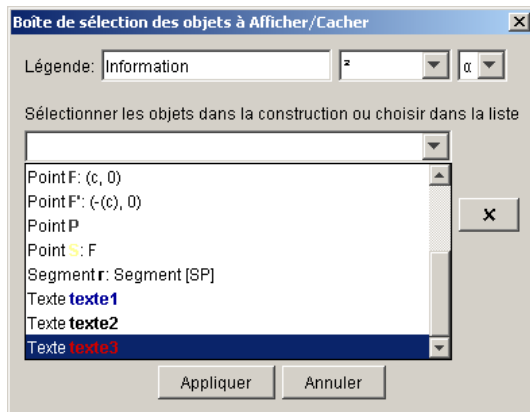 Boîte de sélection des objets à Afficher/Cacher
Légende: Information ² α
Sélectionner les objets dans la construction ou choisir dans la liste
Point F: (c, 0)
Point F': (-(c), 0)
Point P
Point S: F
Segment r: Segment [SP]
Texte texte1
Texte texte2
Texte texte3
x
Appliquer Annuler